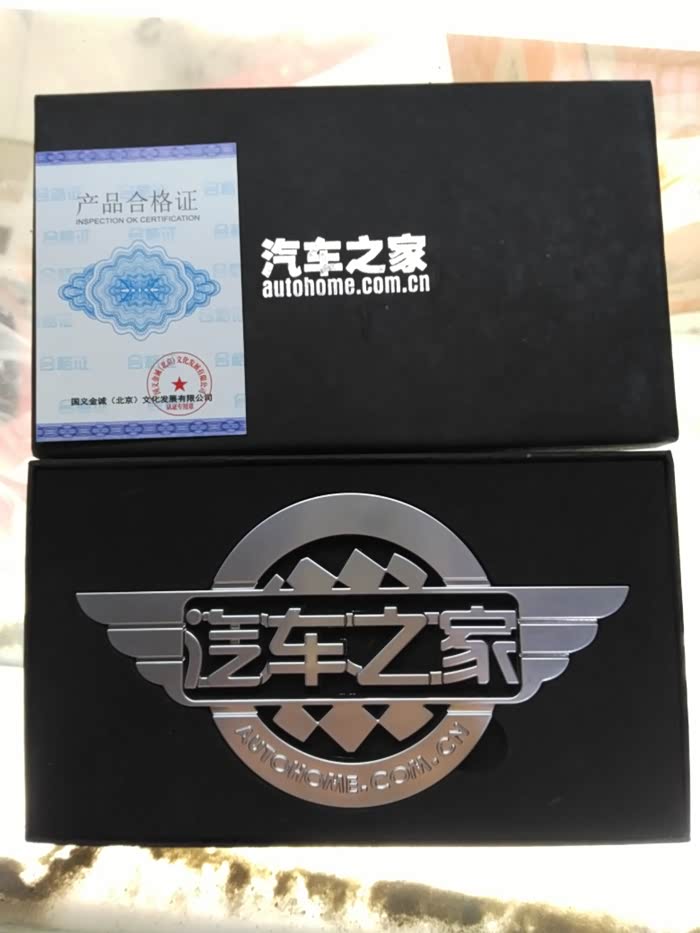 产品合格证
INSPECTION OK CERTIFICATION
国义金诚（北京）文化发展有限公司
汽车之家
autohome.com.cn
汽车之家
AUTOHOME.COM.CN